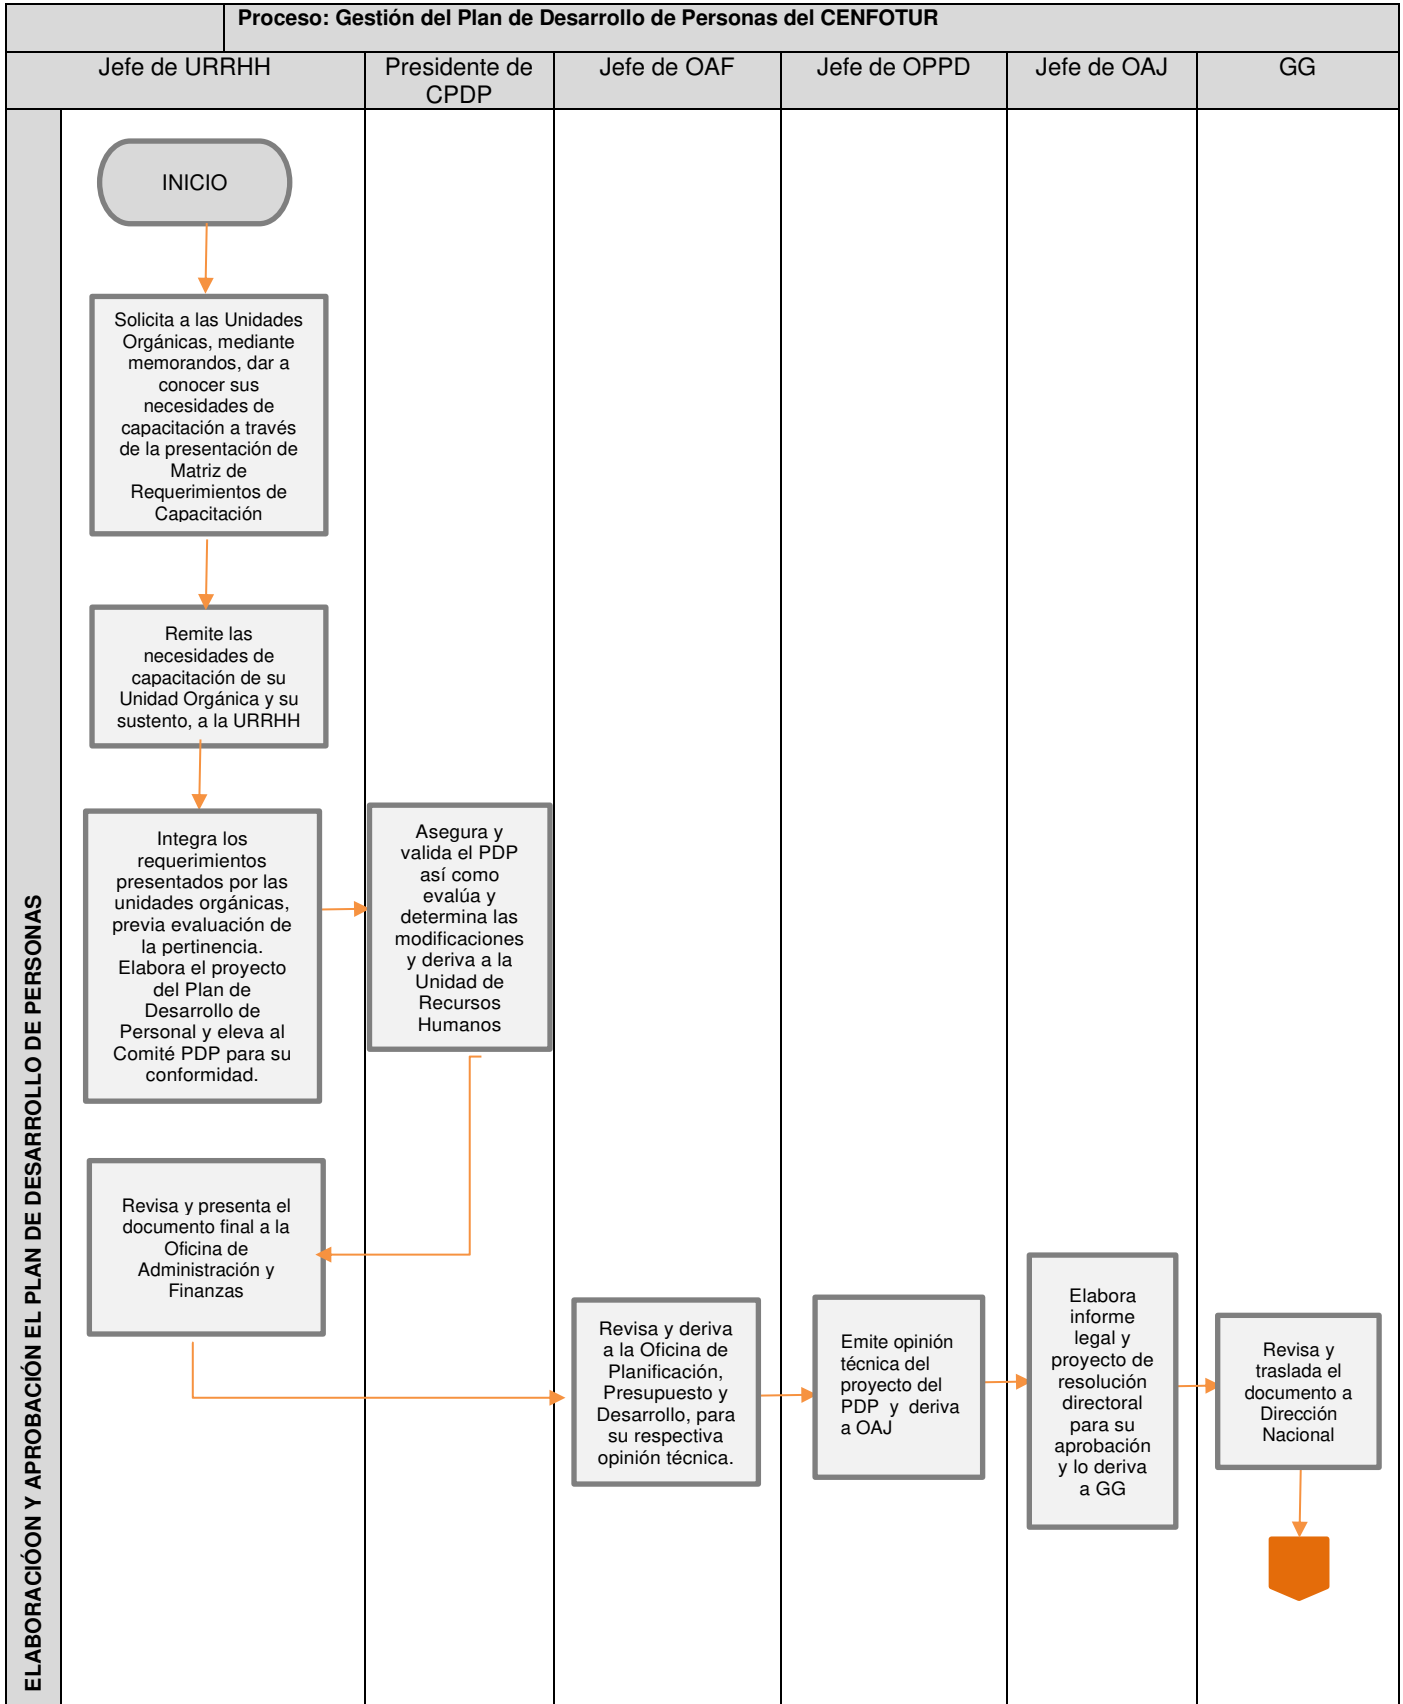 Proceso: Gestión del Plan de Desarrollo de Personas del CENFOTUR
Jefe de URRHH
Presidente de
CPDP
Jefe de OAF
Jefe de OPPD
Jefe de OAJ
GG
ELABORACIÓON Y APROBACIÓN EL PLAN DE DESARROLLO DE PERSONAS
INICIO
Solicita a las Unidades
Orgánicas, mediante
memorandos, dar a
conocer sus
necesidades de
capacitación a través
de la presentación de
Matriz de
Requerimientos de
Capacitación
Remite las
necesidades de
capacitación de su
Unidad Orgánica y su
sustento, a la URRHH
Integra los
requerimientos
presentados por las
unidades orgánicas,
previa evaluación de
la pertinencia.
Elabora el proyecto
del Plan de
Desarrollo de
Personal y eleva al
Comité PDP para su
conformidad.
Asegura y
valida el PDP
así como
evalúa y
determina las
modificaciones
y deriva a la
Unidad de
Recursos
Humanos
Revisa y presenta el
documento final a la
Oficina de
Administración y
Finanzas
Revisa y deriva
a la Oficina de
Planificación,
Presupuesto y
Desarrollo, para
su respectiva
opinión técnica.
Emite opinión
técnica del
proyecto del
PDP y deriva
a OAJ
Elabora
informe
legal y
proyecto de
resolución
directoral
para su
aprobación
y lo deriva
a GG
Revisa y
traslada el
documento a
Dirección
Nacional